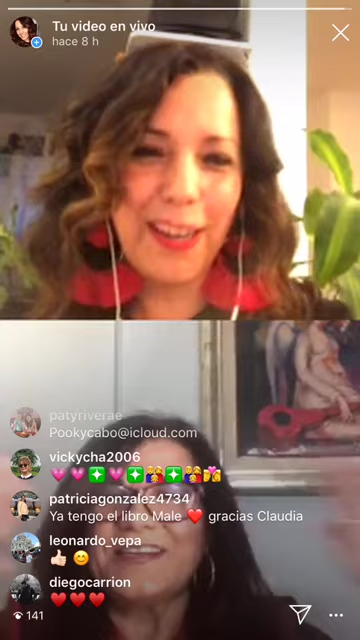 Tu video en vivo
hace 8 h
patyriverae
Pookycabo@icloud.com
vickycha2006
patriciagonzalez4734
Ya tengo el libro Male ❤️ gracias Claudia
leonardo_vepa
diegocarrion
141